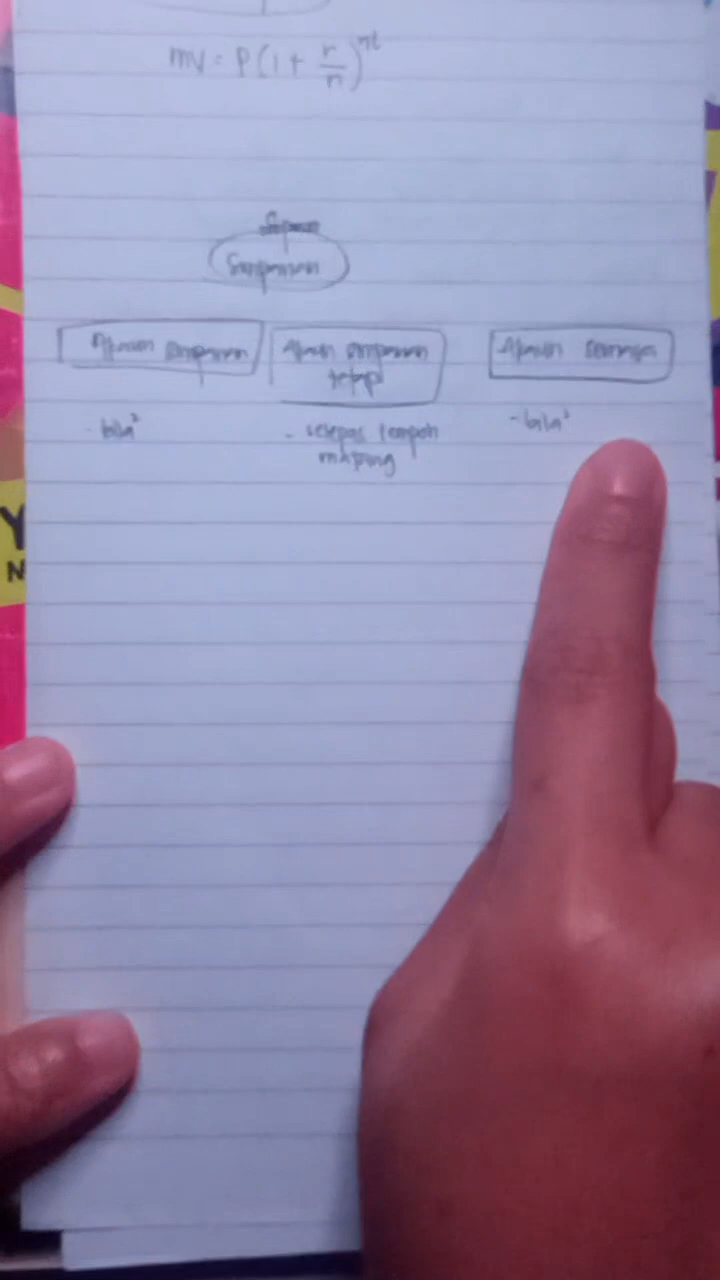 MV = P(1 + r/n)^nt
Simpanan
Akaun simpanan
Akaun simpanan
tetap
Akaun semasa
- bila²
- selepas tempoh
matang
- bila²
Y
N